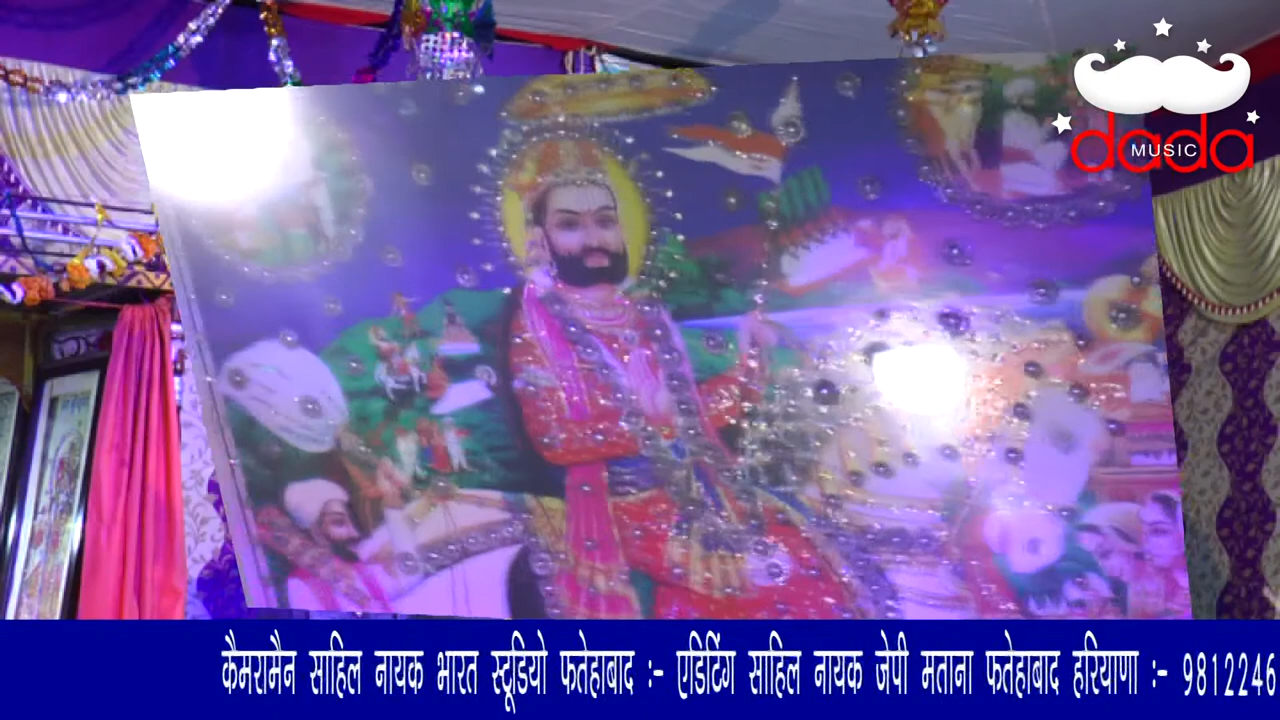 dada
MUSIC
कैमरामैन साहिल नायक भारत स्टूडियो फतेहाबाद :- एडिटिंग साहिल नायक जेपी मताना फतेहाबाद हरियाणा :- 9812246